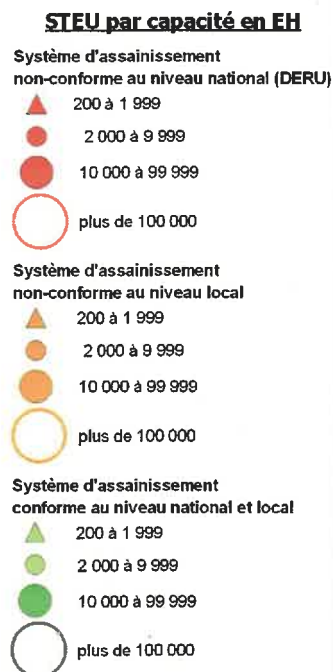 STEU par capacité en EH
Système d'assainissement
non-conforme au niveau national (DERU)
200 à 1 999
2 000 à 9 999
10 000 à 99 999
plus de 100 000
Système d'assainissement
non-conforme au niveau local
200 à 1 999
2 000 à 9 999
10 000 à 99 999
plus de 100 000
Système d'assainissement
conforme au niveau national et local
200 à 1 999
2 000 à 9 999
10 000 à 99 999
plus de 100 000